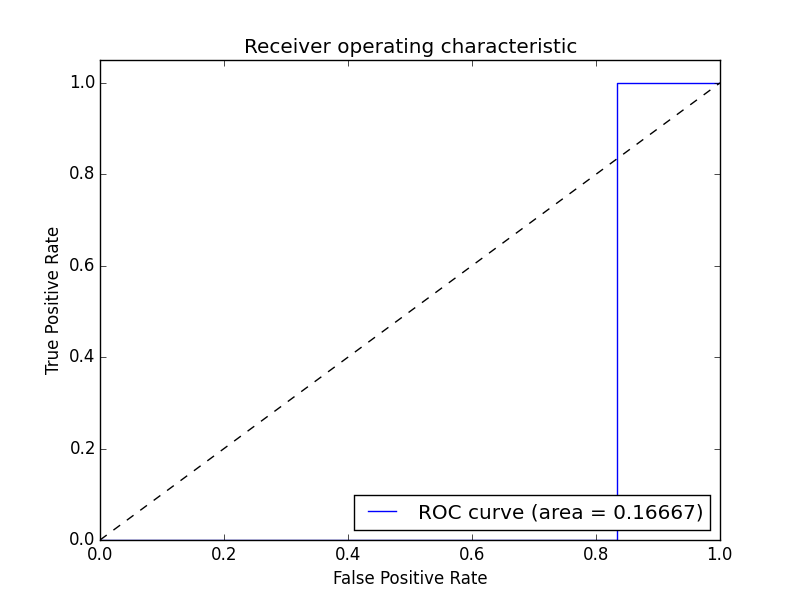 Receiver operating characteristic
1.0
0.8
0.6
0.4
0.2
0.0
True Positive Rate
ROC curve (area = 0.16667)
0.0 0.2 0.4 0.6 0.8 1.0
False Positive Rate